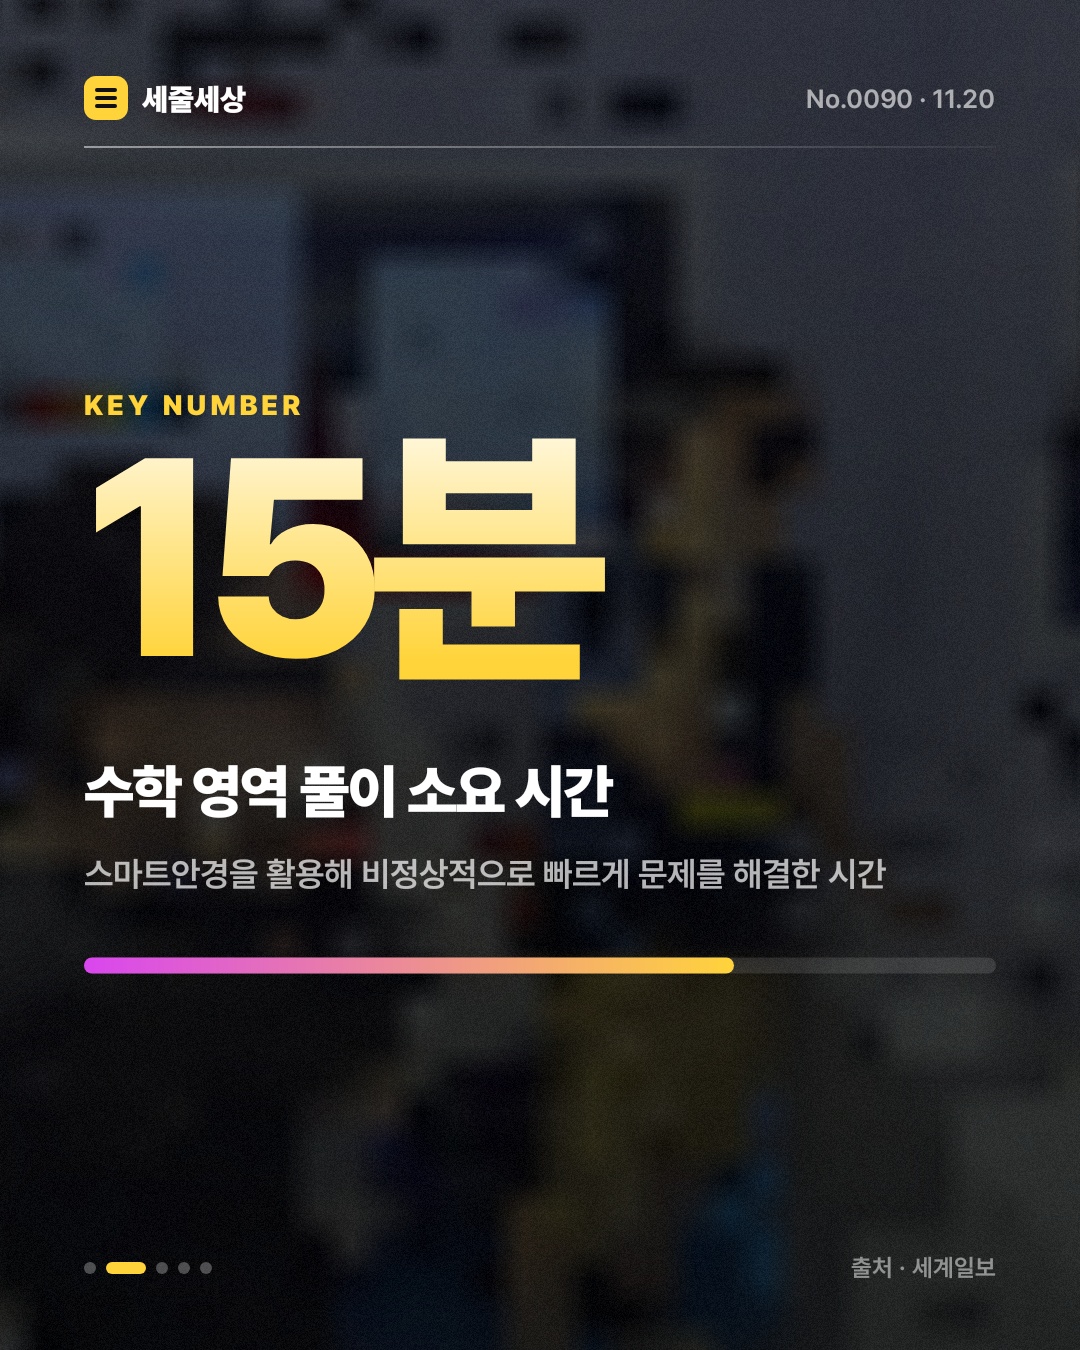 세줄세상
No.0090 · 11.20
KEY NUMBER
15분
수학 영역 풀이 소요 시간
스마트안경을 활용해 비정상적으로 빠르게 문제를 해결한 시간
출처 · 세계일보